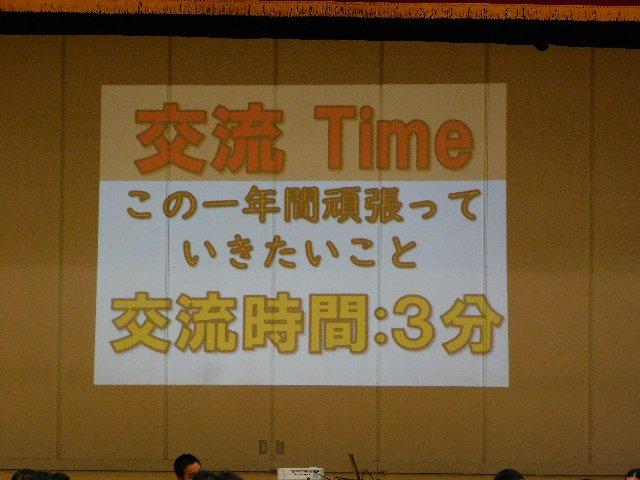 交流 Time
この一年間頑張って
いきたいこと
交流時間:3分